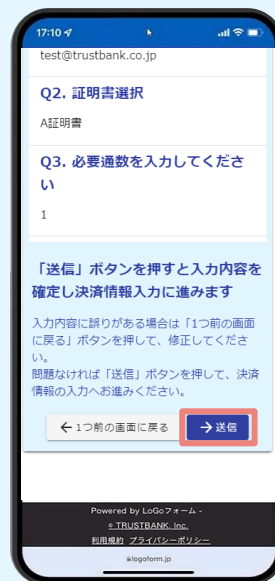 17:10
test@trustbank.co.jp
Q2. 証明書選択
A証明書
Q3. 必要通数を入力してくださ
い
1
「送信」ボタンを押すと入力内容を
確定し決済情報入力に進みます
入力内容に誤りがある場合は「1つ前の画面
に戻る」ボタンを押して、修正してくださ
い。
問題なければ「送信」ボタンを押して、決済
情報の入力へお進みください。
←1つ前の画面に戻る →送信
Powered by LoGoフォーム -
© TRUSTBANK, Inc.
利用規約 プライバシーポリシー
logoform.jp